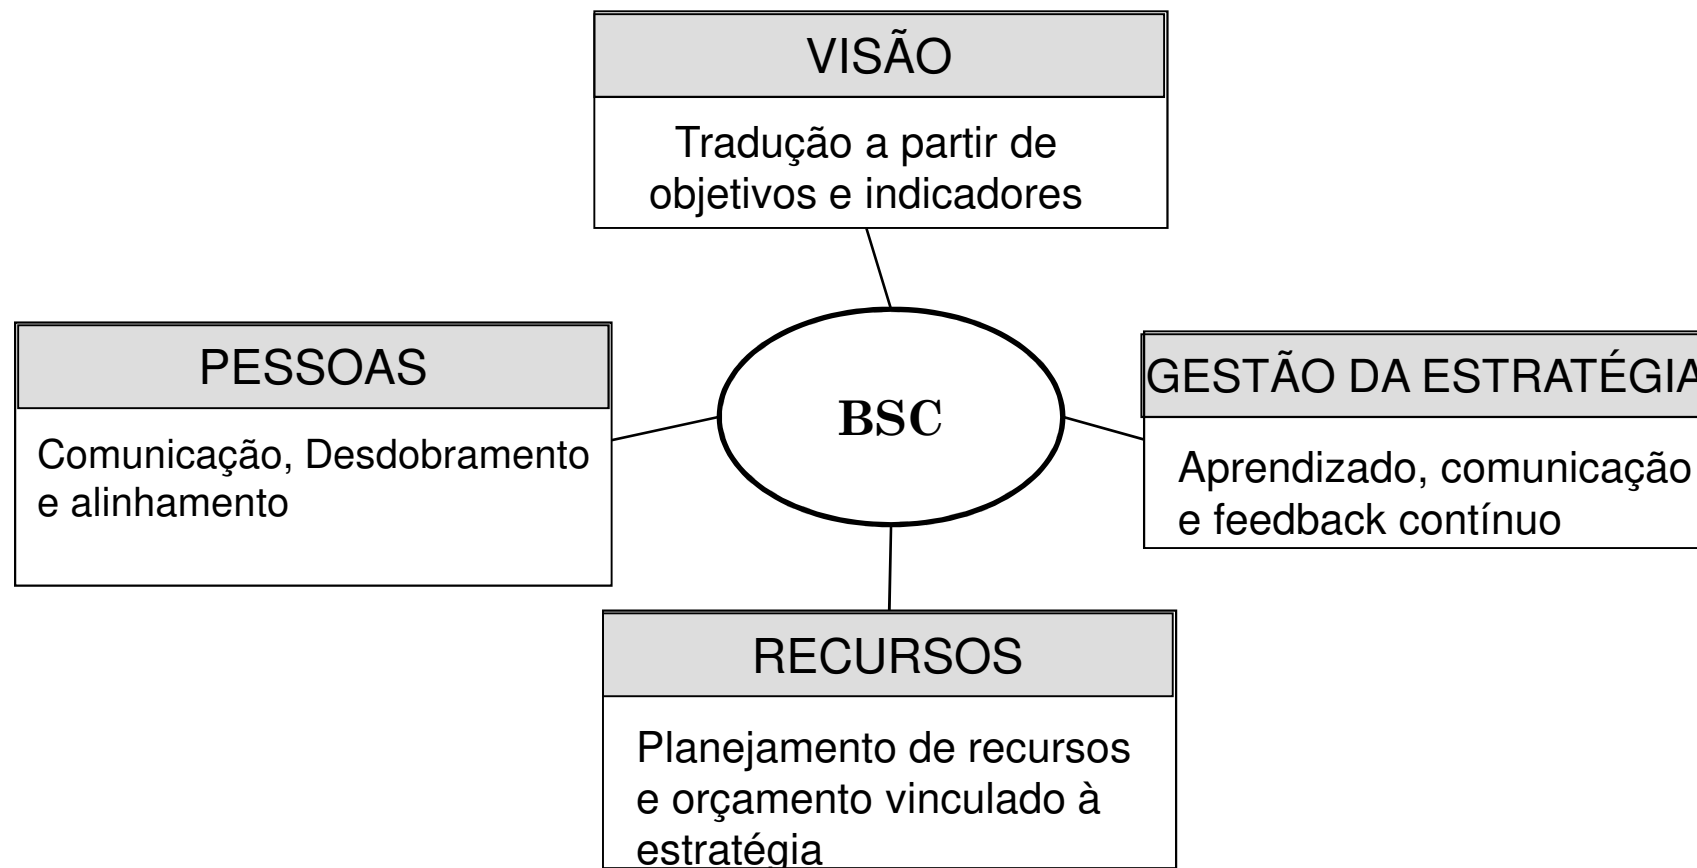 VISÃO
Tradução a partir de
objetivos e indicadores
PESSOAS
Comunicação, Desdobramento
e alinhamento
BSC
GESTÃO DA ESTRATÉGIA
Aprendizado, comunicação
e feedback contínuo
RECURSOS
Planejamento de recursos
e orçamento vinculado à
estratégia